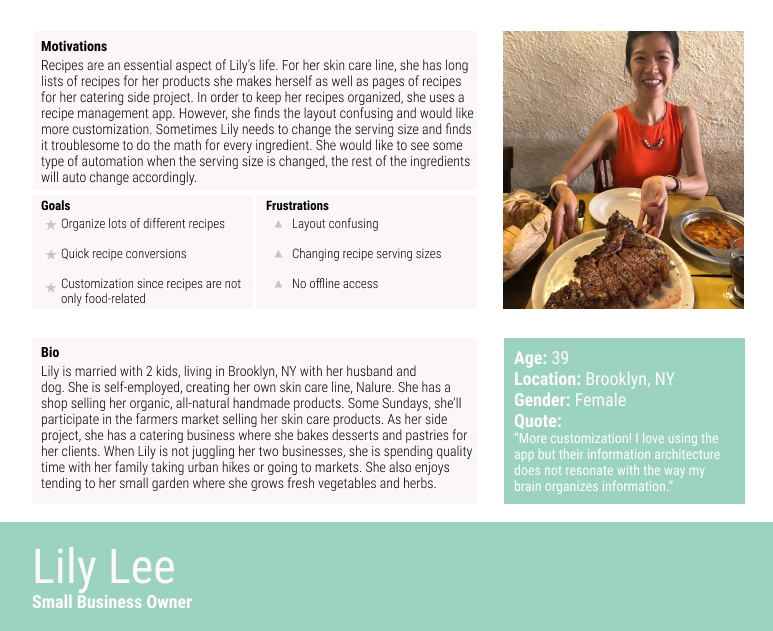 Motivations
Recipes are an essential aspect of Lily's life. For her skin care line, she has long
lists of recipes for her products she makes herself as well as pages of recipes
for her catering side project. In order to keep her recipes organized, she uses a
recipe management app. However, she finds the layout confusing and would like
more customization. Sometimes Lily needs to change the serving size and finds
it troublesome to do the math for every ingredient. She would like to see some
type of automation when the serving size is changed, the rest of the ingredients
will auto change accordingly.
Goals
Organize lots of different recipes
Quick recipe conversions
Customization since recipes are not
only food-related
Frustrations
Layout confusing
Changing recipe serving sizes
No offline access
Bio
Lily is married with 2 kids, living in Brooklyn, NY with her husband and
dog. She is self-employed, creating her own skin care line, Nalure. She has a
shop selling her organic, all-natural handmade products. Some Sundays, she'll
participate in the farmers market selling her skin care products. As her side
project, she has a catering business where she bakes desserts and pastries for
her clients. When Lily is not juggling her two businesses, she is spending quality
time with her family taking urban hikes or going to markets. She also enjoys
tending to her small garden where she grows fresh vegetables and herbs.
Age: 39
Location: Brooklyn, NY
Gender: Female
Quote:
"More customization! I love using the
app but their information architecture
does not resonate with the way my
brain organizes information."
Lily Lee
Small Business Owner